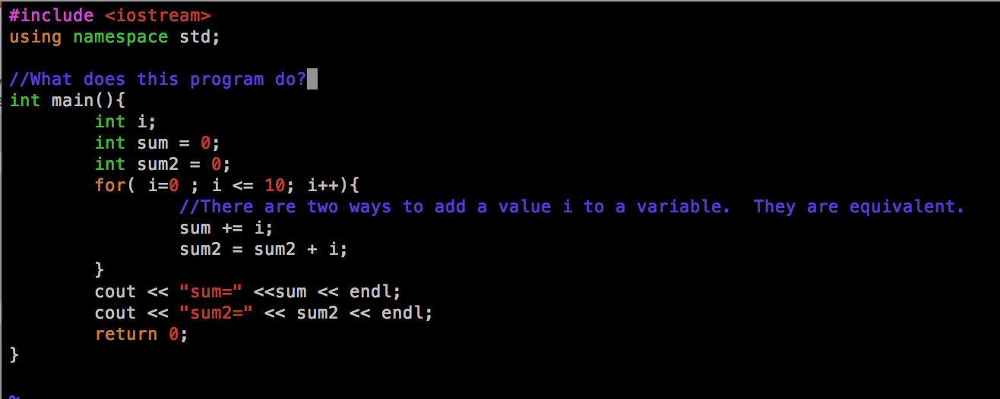 #include <iostream>
using namespace std;

//What does this program do?
int main(){
        int i;
        int sum = 0;
        int sum2 = 0;
        for( i=0 ; i <= 10; i++){
                //There are two ways to add a value i to a variable.  They are equivalent.
                sum += i;
                sum2 = sum2 + i;
        }
        cout << "sum=" <<sum << endl;
        cout << "sum2=" << sum2 << endl;
        return 0;
}

~